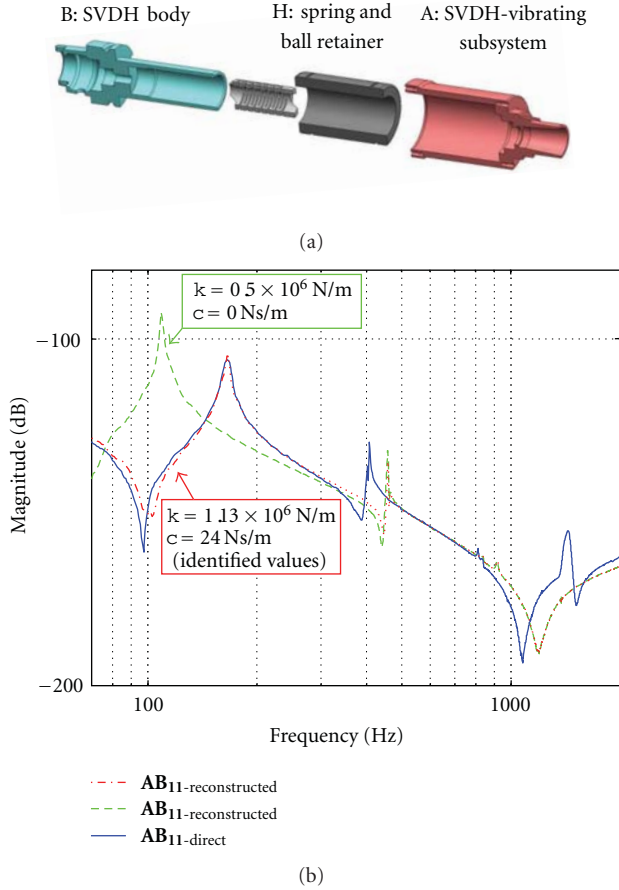 B: SVDH body
H: spring and
ball retainer
A: SVDH-vibrating
subsystem
(a)
k = 0.5 × 10⁶ N/m
c = 0 Ns/m
−100
Magnitude (dB)
k = 1.13 × 10⁶ N/m
c = 24 Ns/m
(identified values)
−200
100
1000
Frequency (Hz)
AB₁₁-reconstructed
AB₁₁-reconstructed
AB₁₁-direct
(b)